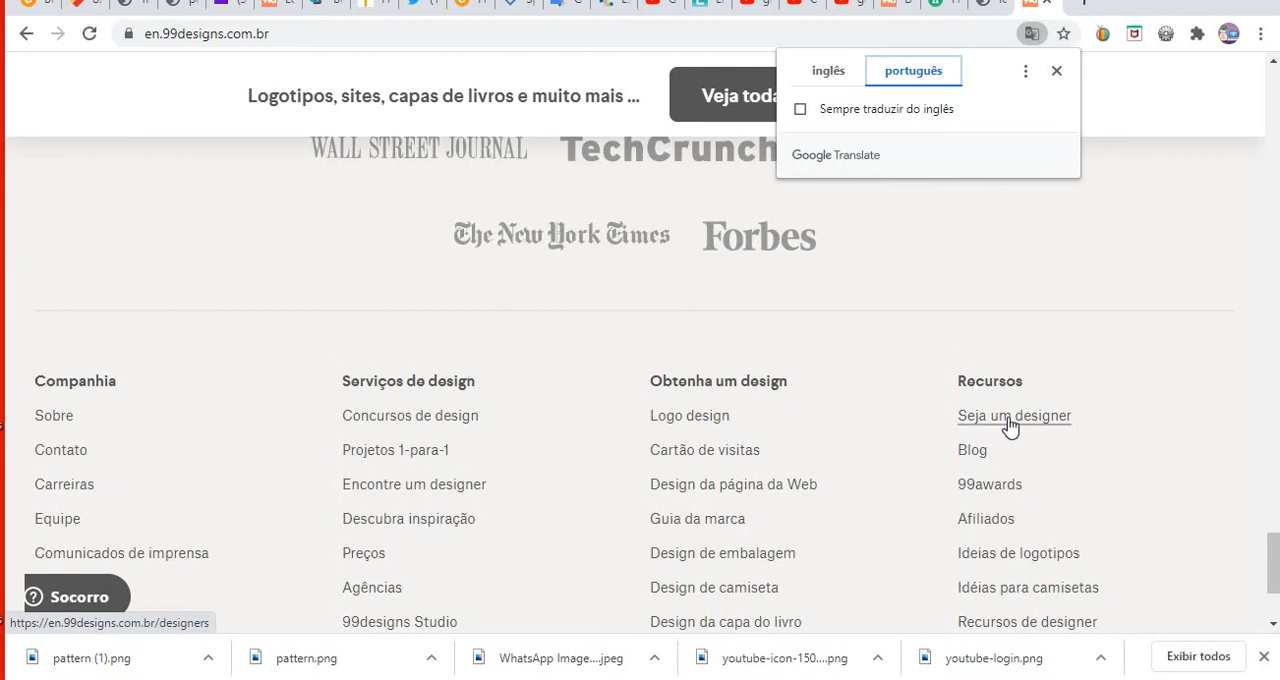 en.99designs.com.br
inglês
português
Sempre traduzir do inglês
Google Translate
Logotipos, sites, capas de livros e muito mais ...
Veja toda
WALL STREET JOURNAL
TechCrunch
The New York Times
Forbes
Companhia
Sobre
Contato
Carreiras
Equipe
Comunicados de imprensa
Serviços de design
Concursos de design
Projetos 1-para-1
Encontre um designer
Descubra inspiração
Preços
Agências
99designs Studio
Obtenha um design
Logo design
Cartão de visitas
Design da página da Web
Guia da marca
Design de embalagem
Design de camiseta
Design da capa do livro
Recursos
Seja um designer
Blog
99awards
Afiliados
Ideias de logotipos
Idéias para camisetas
Recursos de designer
? Socorro
https://en.99designs.com.br/designers
pattern (1).png
pattern.png
WhatsApp Image....jpeg
youtube-icon-150....png
youtube-login.png
Exibir todos